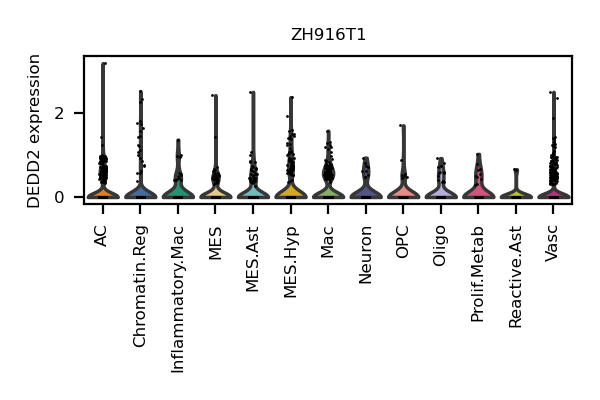 ZH916T1
DEDD2 expression
2
0
AC
Chromatin.Reg
Inflammatory.Mac
MES
MES.Ast
MES.Hyp
Mac
Neuron
OPC
Oligo
Prolif.Metab
Reactive.Ast
Vasc